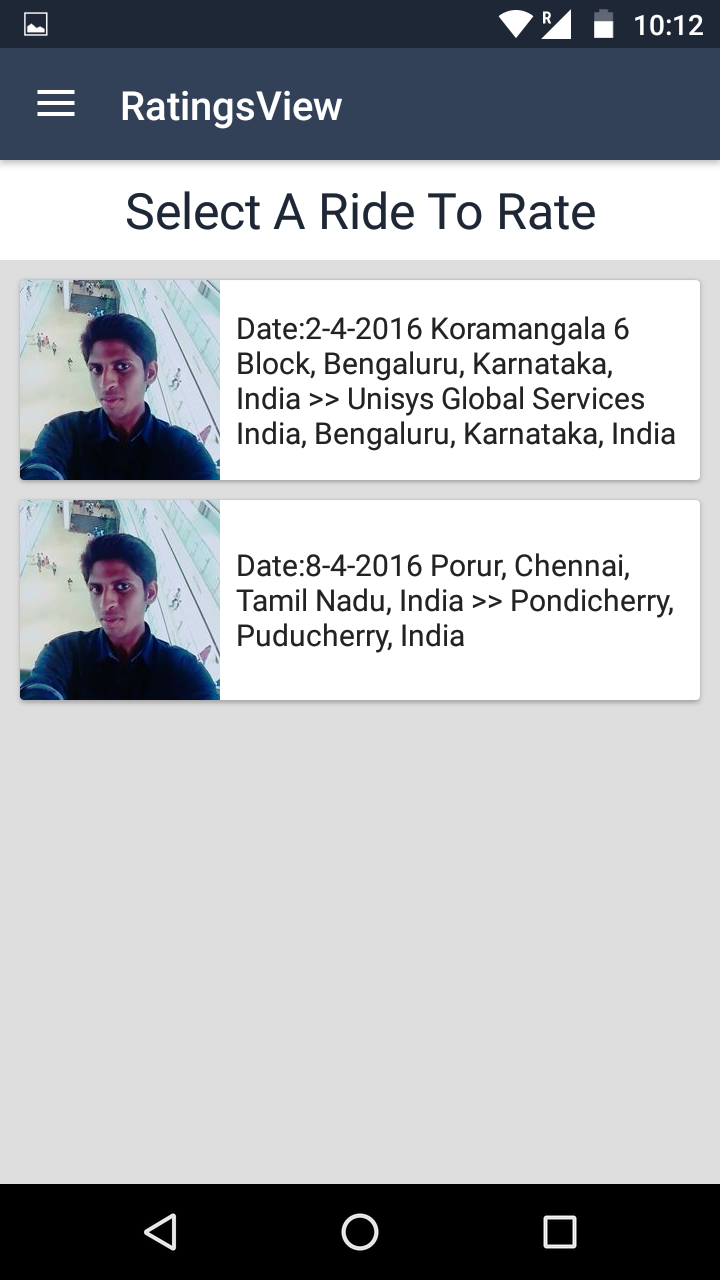 R
10:12
RatingsView
Select A Ride To Rate
Date:2-4-2016 Koramangala 6
Block, Bengaluru, Karnataka,
India >> Unisys Global Services
India, Bengaluru, Karnataka, India
Date:8-4-2016 Porur, Chennai,
Tamil Nadu, India >> Pondicherry,
Puducherry, India